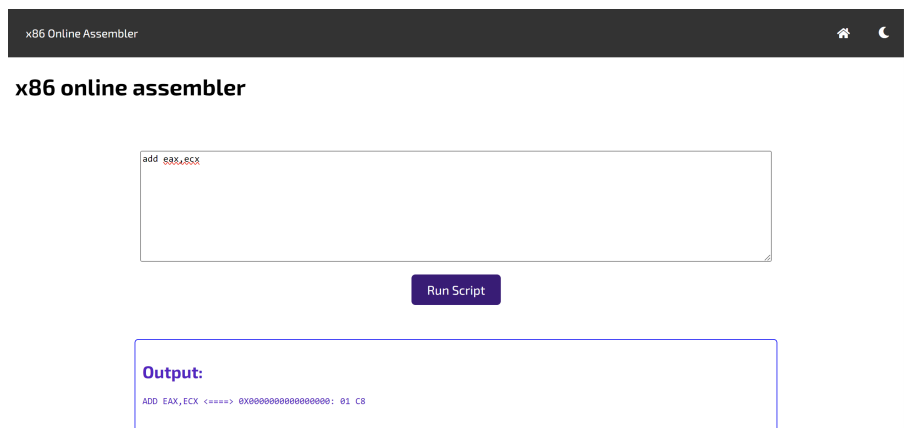 x86 Online Assembler
x86 online assembler
add eax,ecx
Run Script
Output:
ADD EAX,ECX <====> 0X0000000000000000: 01 C8